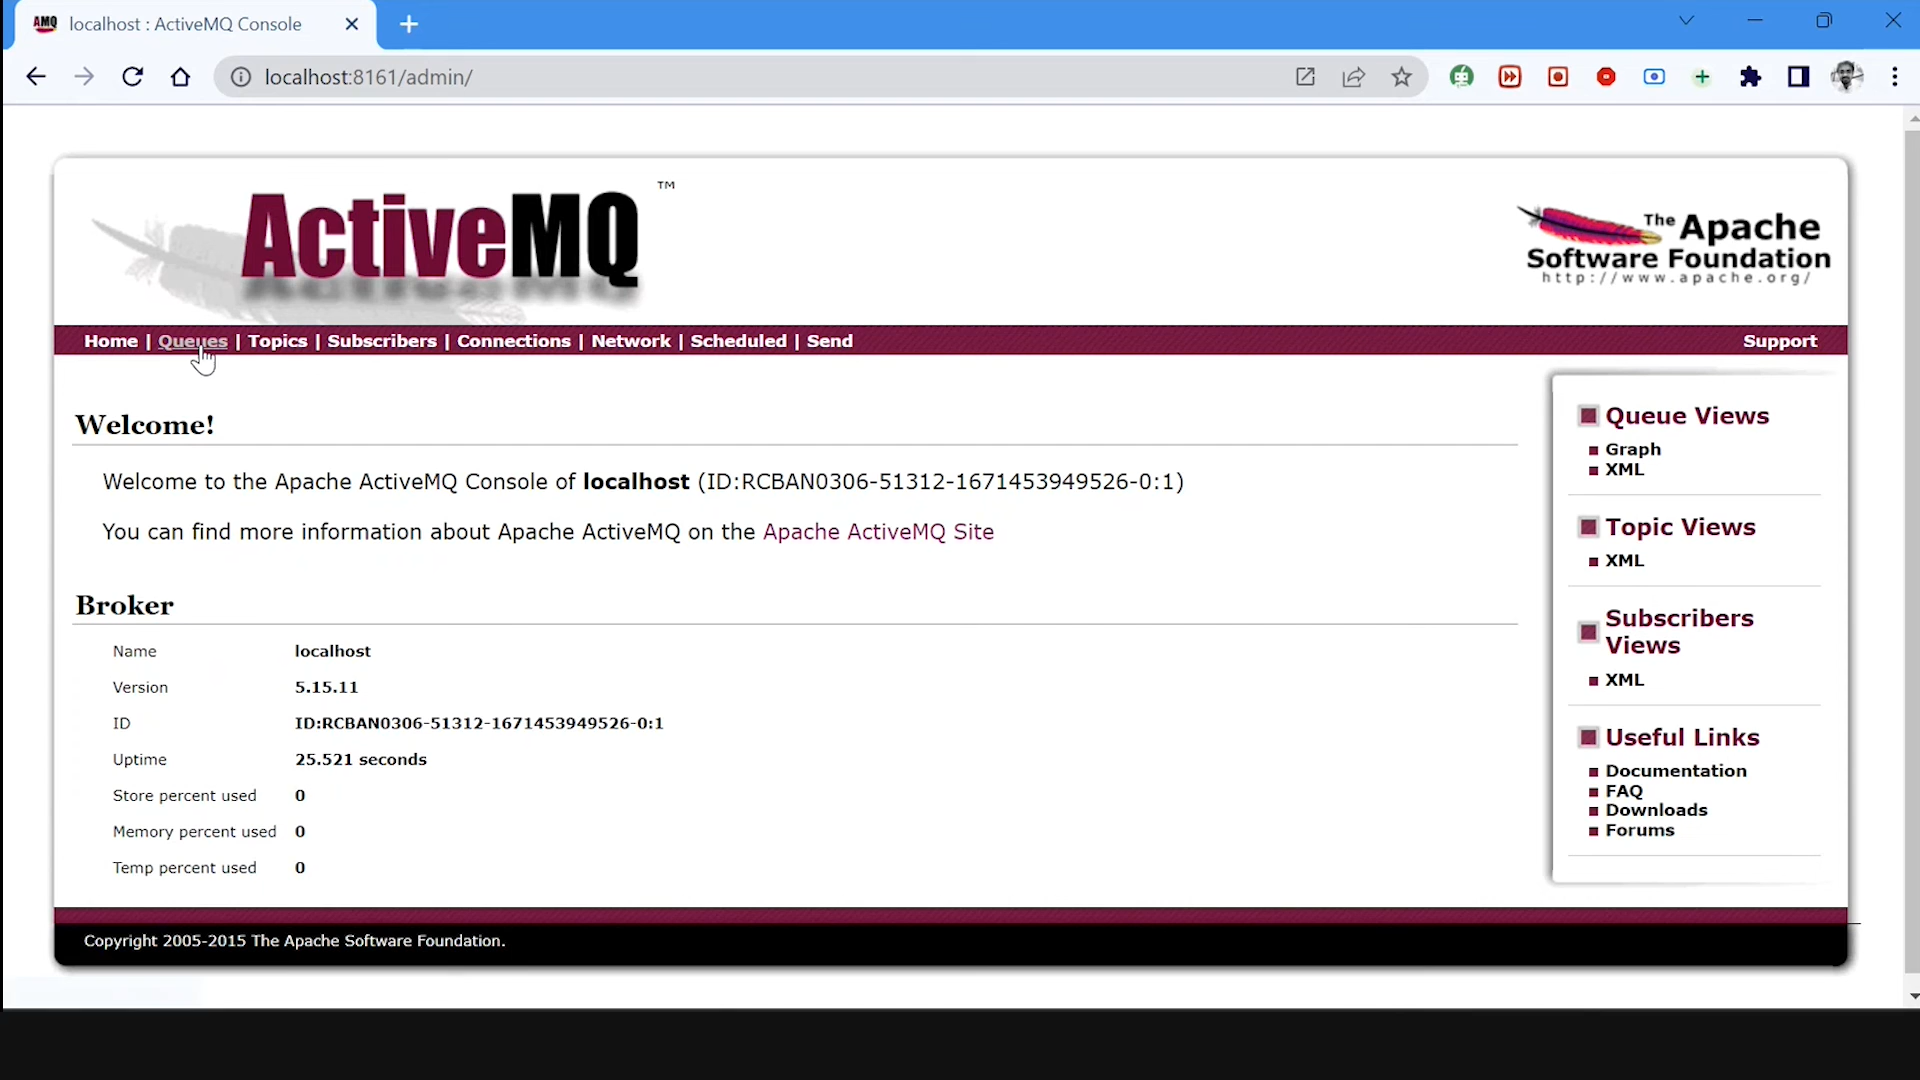 AMQ localhost : ActiveMQ Console
localhost:8161/admin/
ActiveMQ ™
The Apache
Software Foundation
http://www.apache.org/
Home | Queues | Topics | Subscribers | Connections | Network | Scheduled | Send
Support
Welcome!
Welcome to the Apache ActiveMQ Console of localhost (ID:RCBAN0306-51312-1671453949526-0:1)
You can find more information about Apache ActiveMQ on the Apache ActiveMQ Site
Broker
Name localhost
Version 5.15.11
ID ID:RCBAN0306-51312-1671453949526-0:1
Uptime 25.521 seconds
Store percent used 0
Memory percent used 0
Temp percent used 0
Queue Views
Graph
XML
Topic Views
XML
Subscribers
Views
XML
Useful Links
Documentation
FAQ
Downloads
Forums
Copyright 2005-2015 The Apache Software Foundation.